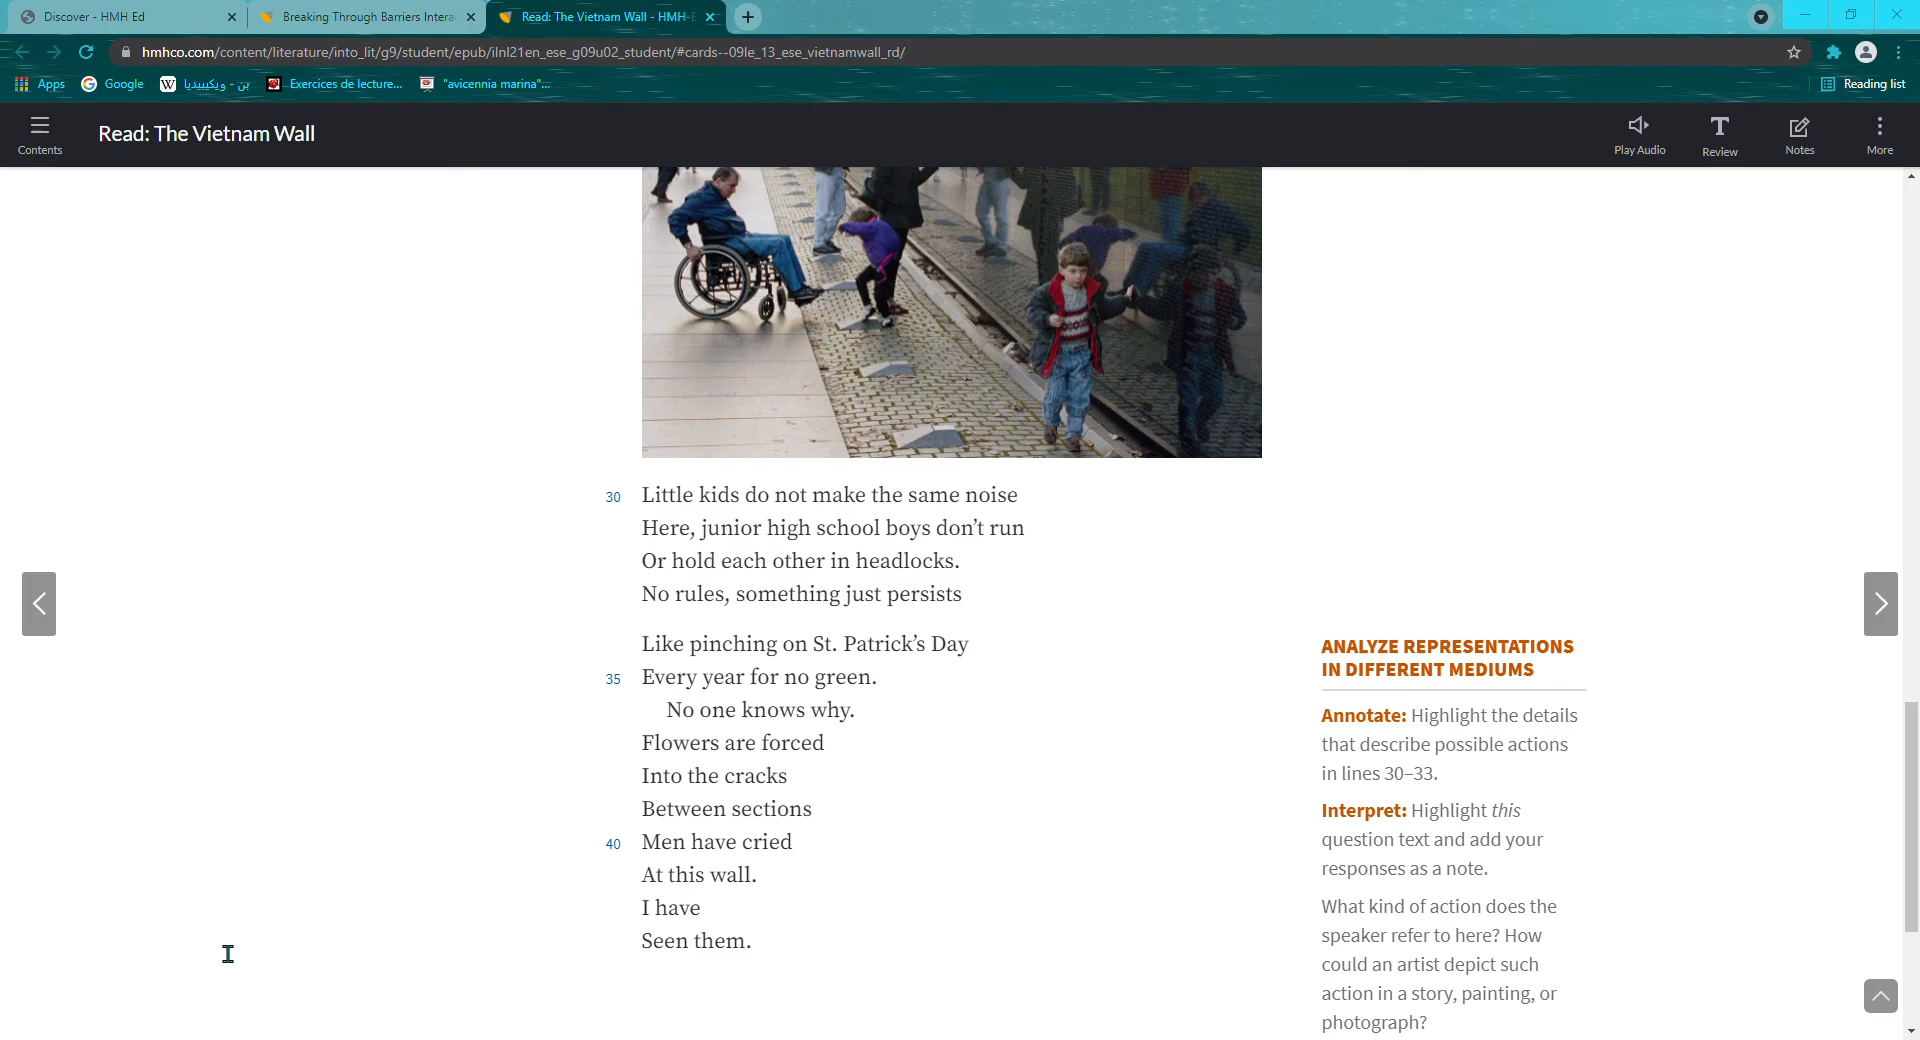 Discover - HMH Ed
Breaking Through Barriers Intera
Read: The Vietnam Wall - HMH-E
hmhco.com/content/literature/into_lit/g9/student/epub/ilnl21en_ese_g09u02_student/#cards--09le_13_ese_vietnamwall_rd/
Apps
Google
W
بن - ويكيبيديا
Exercices de lecture...
"avicennia marina"...
Reading list
Contents
Read: The Vietnam Wall
Play Audio
Review
Notes
More
30 Little kids do not make the same noise
Here, junior high school boys don’t run
Or hold each other in headlocks.
No rules, something just persists
Like pinching on St. Patrick’s Day
35 Every year for no green.
No one knows why.
Flowers are forced
Into the cracks
Between sections
40 Men have cried
At this wall.
I have
Seen them.
ANALYZE REPRESENTATIONS
IN DIFFERENT MEDIUMS
Annotate: Highlight the details
that describe possible actions
in lines 30–33.
Interpret: Highlight this
question text and add your
responses as a note.
What kind of action does the
speaker refer to here? How
could an artist depict such
action in a story, painting, or
photograph?